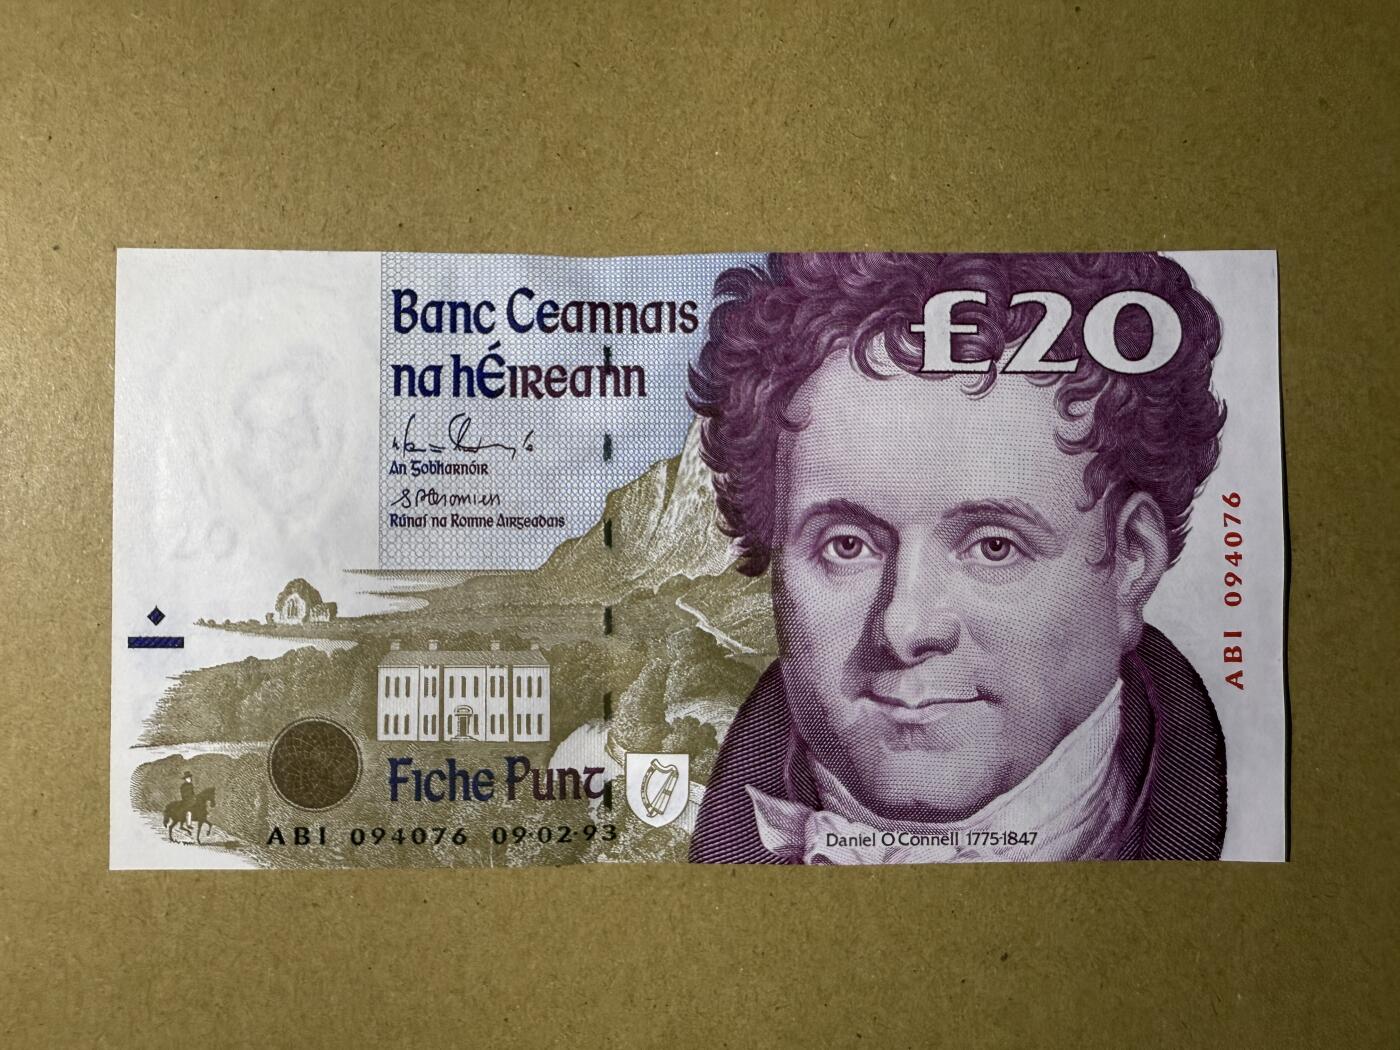 Banc Ceannais
na hÉireann
£20
An Gobharnóir
Rúnaí na Roinne Airgeadais
Fiche Punt
ABI 094076 09·02·93
Daniel O'Connell 1775-1847
ABI 094076
20